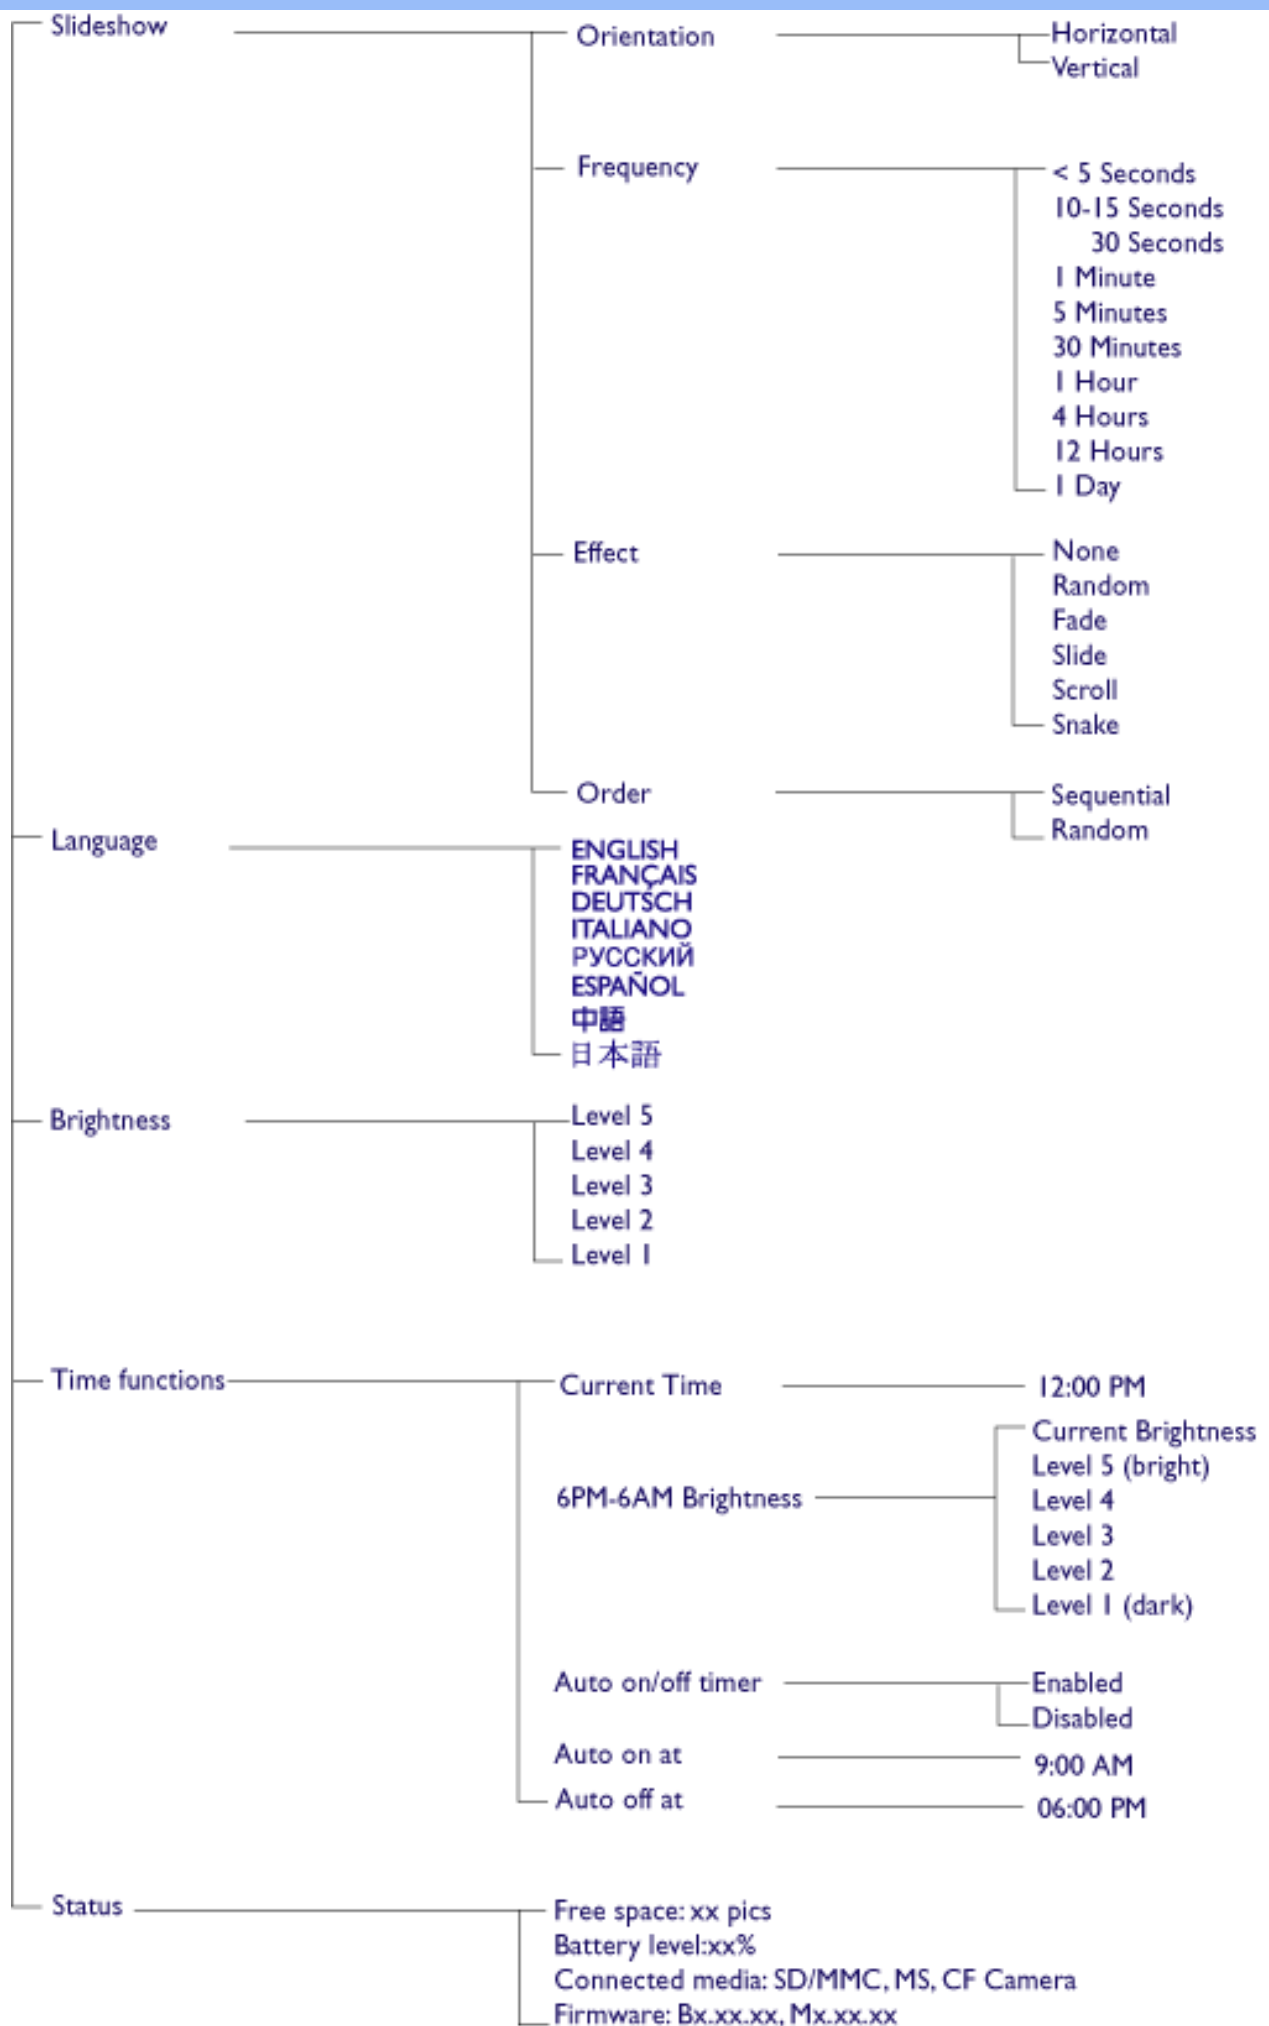 Slideshow
Orientation
Horizontal
Vertical
Frequency
< 5 Seconds
10-15 Seconds
30 Seconds
1 Minute
5 Minutes
30 Minutes
1 Hour
4 Hours
12 Hours
1 Day
Effect
None
Random
Fade
Slide
Scroll
Snake
Order
Sequential
Random
Language
ENGLISH
FRANÇAIS
DEUTSCH
ITALIANO
РУССКИЙ
ESPAÑOL
中語
日本語
Brightness
Level 5
Level 4
Level 3
Level 2
Level 1
Time functions
Current Time
12:00 PM
6PM-6AM Brightness
Current Brightness
Level 5 (bright)
Level 4
Level 3
Level 2
Level 1 (dark)
Auto on/off timer
Enabled
Disabled
Auto on at
9:00 AM
Auto off at
06:00 PM
Status
Free space: xx pics
Battery level:xx%
Connected media: SD/MMC, MS, CF Camera
Firmware: Bx.xx.xx, Mx.xx.xx